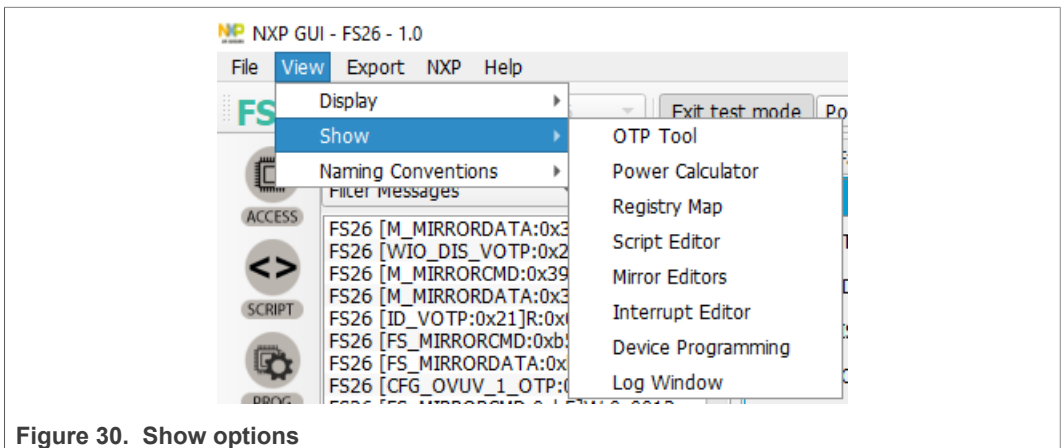 NXP GUI - FS26 - 1.0
File View Export NXP Help
FS
Display
Exit test mode
Show
OTP Tool
Naming Conventions
Power Calculator
Filter Messages
Registry Map
ACCESS
Script Editor
FS26 [M_MIRRORDATA:0x3
FS26 [WIO_DIS_VOTP:0x2
Mirror Editors
FS26 [M_MIRRORCMD:0x39
FS26 [M_MIRRORDATA:0x3
Interrupt Editor
SCRIPT
FS26 [ID_VOTP:0x21]R:0x
FS26 [FS_MIRRORCMD:0xb
Device Programming
FS26 [FS_MIRRORDATA:0x
FS26 [CFG_OVUV_1_OTP:
Log Window
PROG
Figure 30. Show options